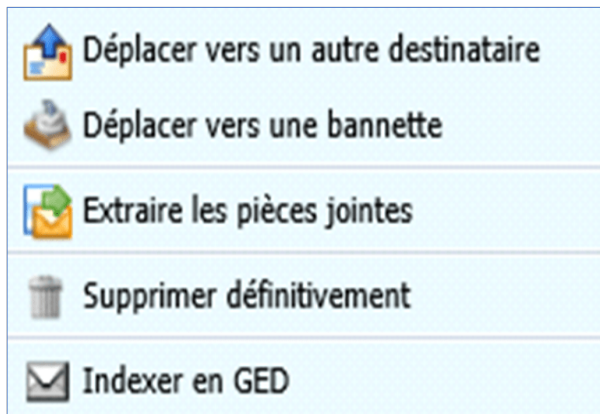 Déplacer vers un autre destinataire
Déplacer vers une bannette
Extraire les pièces jointes
Supprimer définitivement
Indexer en GED